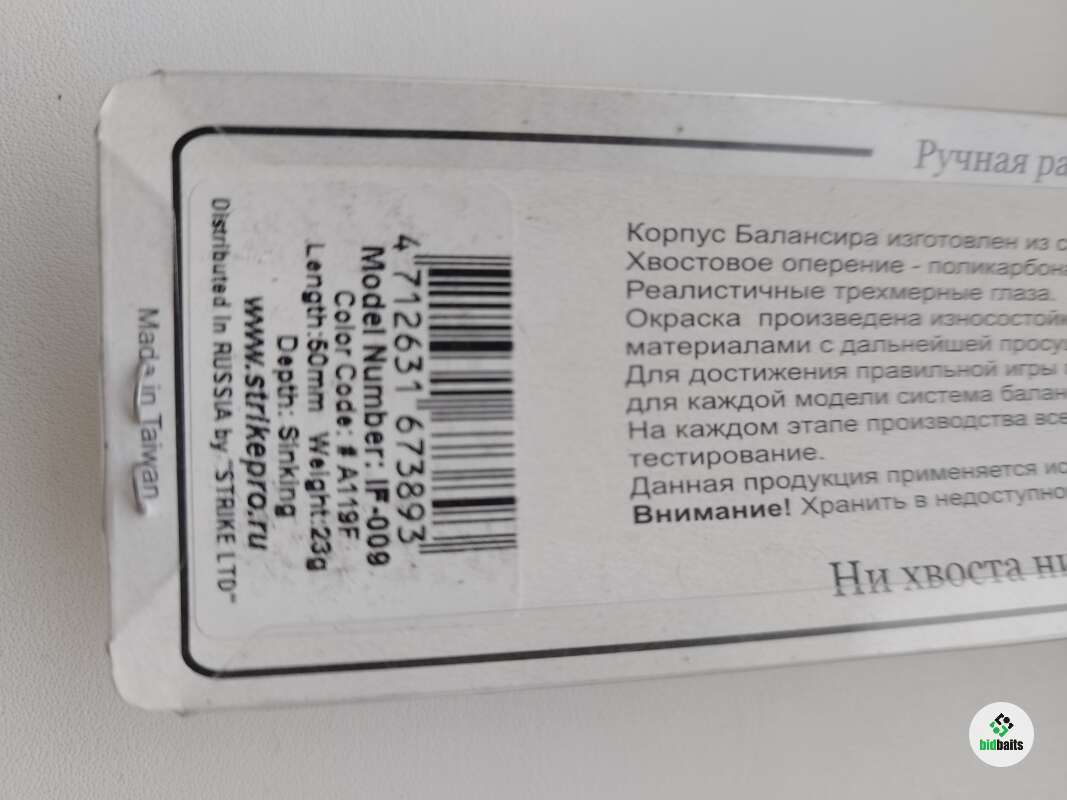 4 712631 673893
Model Number: IF-009
Color Code: # A119F
Length:50mm Weight:23g
Depth: Sinking
www.strikepro.ru
Distributed in RUSSIA by "STRIKE LTD"
Made in Taiwan
Ручная ра
Корпус Балансира изготовлен из с
Хвостовое оперение - поликарбона
Реалистичные трехмерные глаза.
Окраска произведена износостойк
материалами с дальнейшей просу
Для достижения правильной игры
для каждой модели система балан
На каждом этапе производства все
тестирование.
Данная продукция применяется ис
Внимание! Хранить в недоступно
Ни хвоста ни
bidbaits